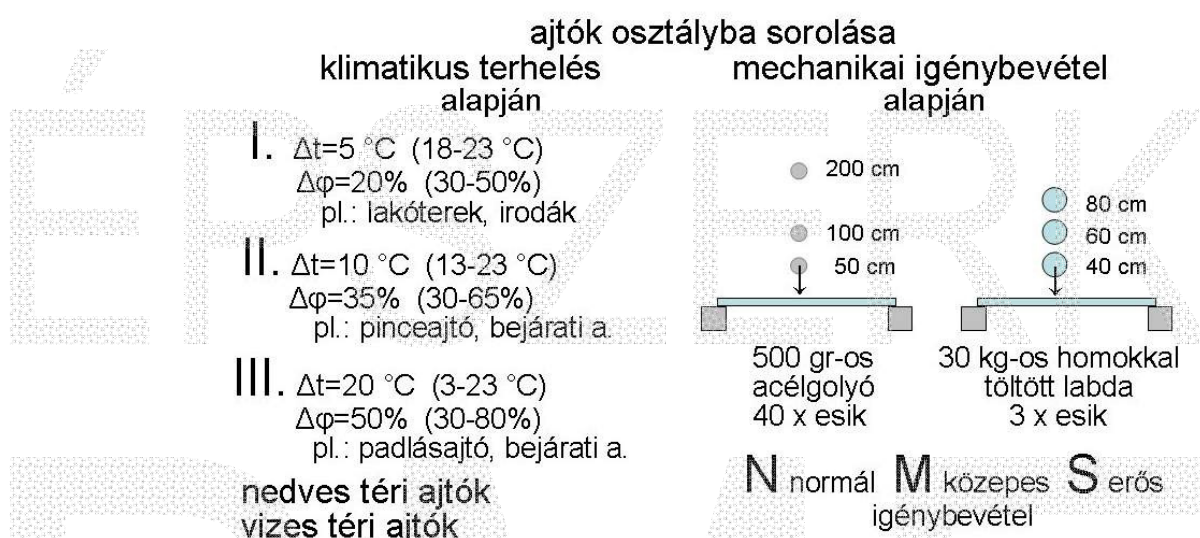 ajtók osztályba sorolása
klimatikus terhelés
alapján
I. Δt=5 °C (18-23 °C)
Δφ=20% (30-50%)
pl.: lakóterek, irodák
II. Δt=10 °C (13-23 °C)
Δφ=35% (30-65%)
pl.: pinceajtó, bejárati a.
III. Δt=20 °C (3-23 °C)
Δφ=50% (30-80%)
pl.: padlásajtó, bejárati a.
nedves téri ajtók
vizes téri ajtók
mechanikai igénybevétel
alapján
200 cm
100 cm
50 cm
500 gr-os
acélgolyó
40 x esik
80 cm
60 cm
40 cm
30 kg-os homokkal
töltött labda
3 x esik
N normál M közepes S erős
igénybevétel
ÉPSZERK